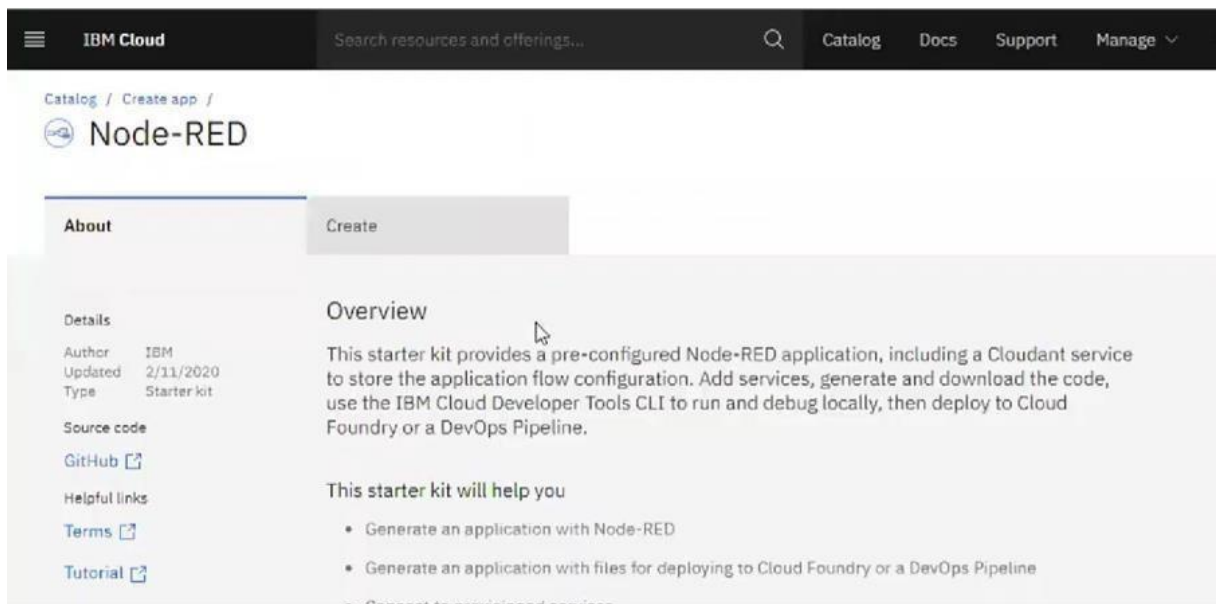 IBM Cloud
Search resources and offerings...
Catalog
Docs
Support
Manage
Catalog / Create app /
Node-RED
About
Create
Details
Author IBM
Updated 2/11/2020
Type Starter kit
Source code
GitHub
Helpful links
Terms
Tutorial
Overview
This starter kit provides a pre-configured Node-RED application, including a Cloudant service
to store the application flow configuration. Add services, generate and download the code,
use the IBM Cloud Developer Tools CLI to run and debug locally, then deploy to Cloud
Foundry or a DevOps Pipeline.
This starter kit will help you
• Generate an application with Node-RED
• Generate an application with files for deploying to Cloud Foundry or a DevOps Pipeline